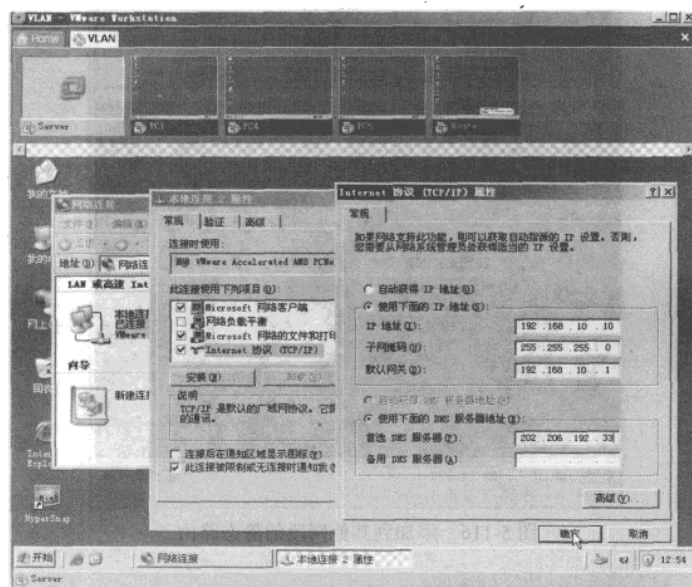 VLAN - VMware Workstation
Home
VLAN
Server
PC1
PC4
PC5
网络连接
文件(F) 编辑(E)
后退
地址(D) 网络连
LAN 或高速 Int
本地连
已连接
VMware
向导
新建连
HyperSnap
本地连接 2 属性
常规 验证 高级
连接时使用:
VMware Accelerated AMD PCNe
此连接使用下列项目(O):
Microsoft 网络客户端
网络负载平衡
Microsoft 网络的文件和打印
Internet 协议 (TCP/IP)
安装(N)...
说明
TCP/IP 是默认的广域网协议。它
的通讯。
连接后在通知区域显示图标(W)
此连接被限制或无连接时通知我
Internet 协议 (TCP/IP) 属性
常规
如果网络支持此功能，则可以获取自动指派的 IP 设置。否则，
您需要从网络系统管理员处获得适当的 IP 设置。
自动获得 IP 地址(O)
使用下面的 IP 地址(S):
IP 地址(I): 192 .168 .10 .10
子网掩码(U): 255 .255 .255 .0
默认网关(D): 192 .168 .10 .1
自动获得 DNS 服务器地址(B)
使用下面的 DNS 服务器地址(E):
首选 DNS 服务器(P): 202 .206 .192 .33
备用 DNS 服务器(A):
高级(V)...
确定 取消
开始
网络连接
本地连接 2 属性
12:54
Server